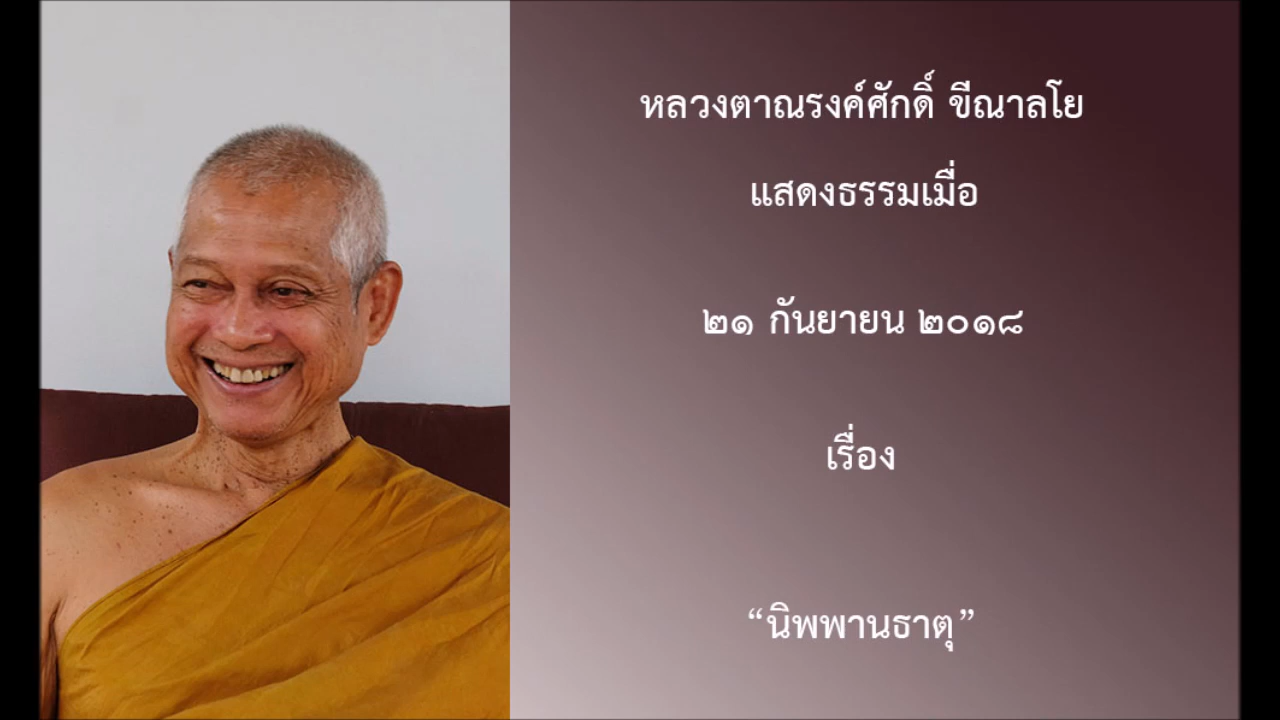 หลวงตาณรงค์ศักดิ์ ขีณาลโย
แสดงธรรมเมื่อ
๒๑ กันยายน ๒๐๑๘
เรื่อง
“นิพพานธาตุ”